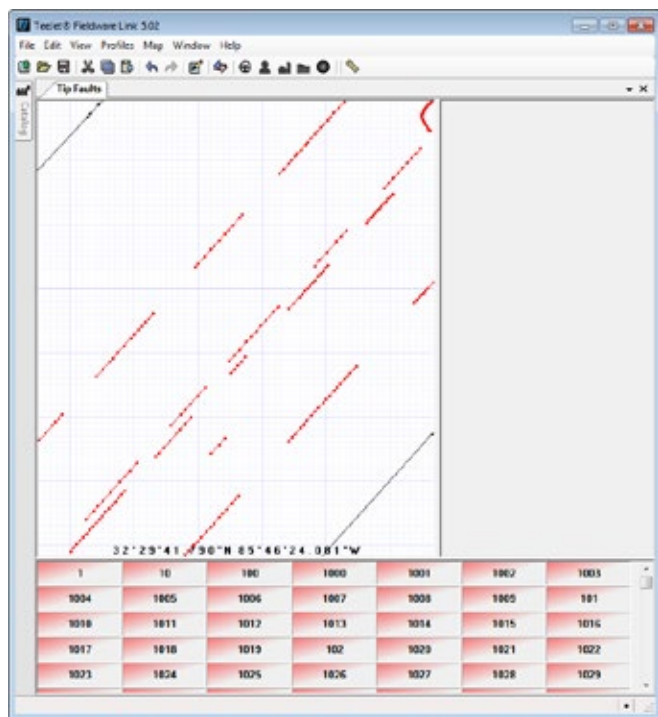 TeeJet® Fieldware Link 5.02
File Edit View Profiles Map Window Help
Tip Faults
Catalog
32°29'41.790"N 85°46'24.081"W
1 10 100 1000 1001 1002 1003
1004 1005 1006 1007 1008 1009 101
1010 1011 1012 1013 1014 1015 1016
1017 1018 1019 102 1020 1021 1022
1023 1024 1025 1026 1027 1028 1029